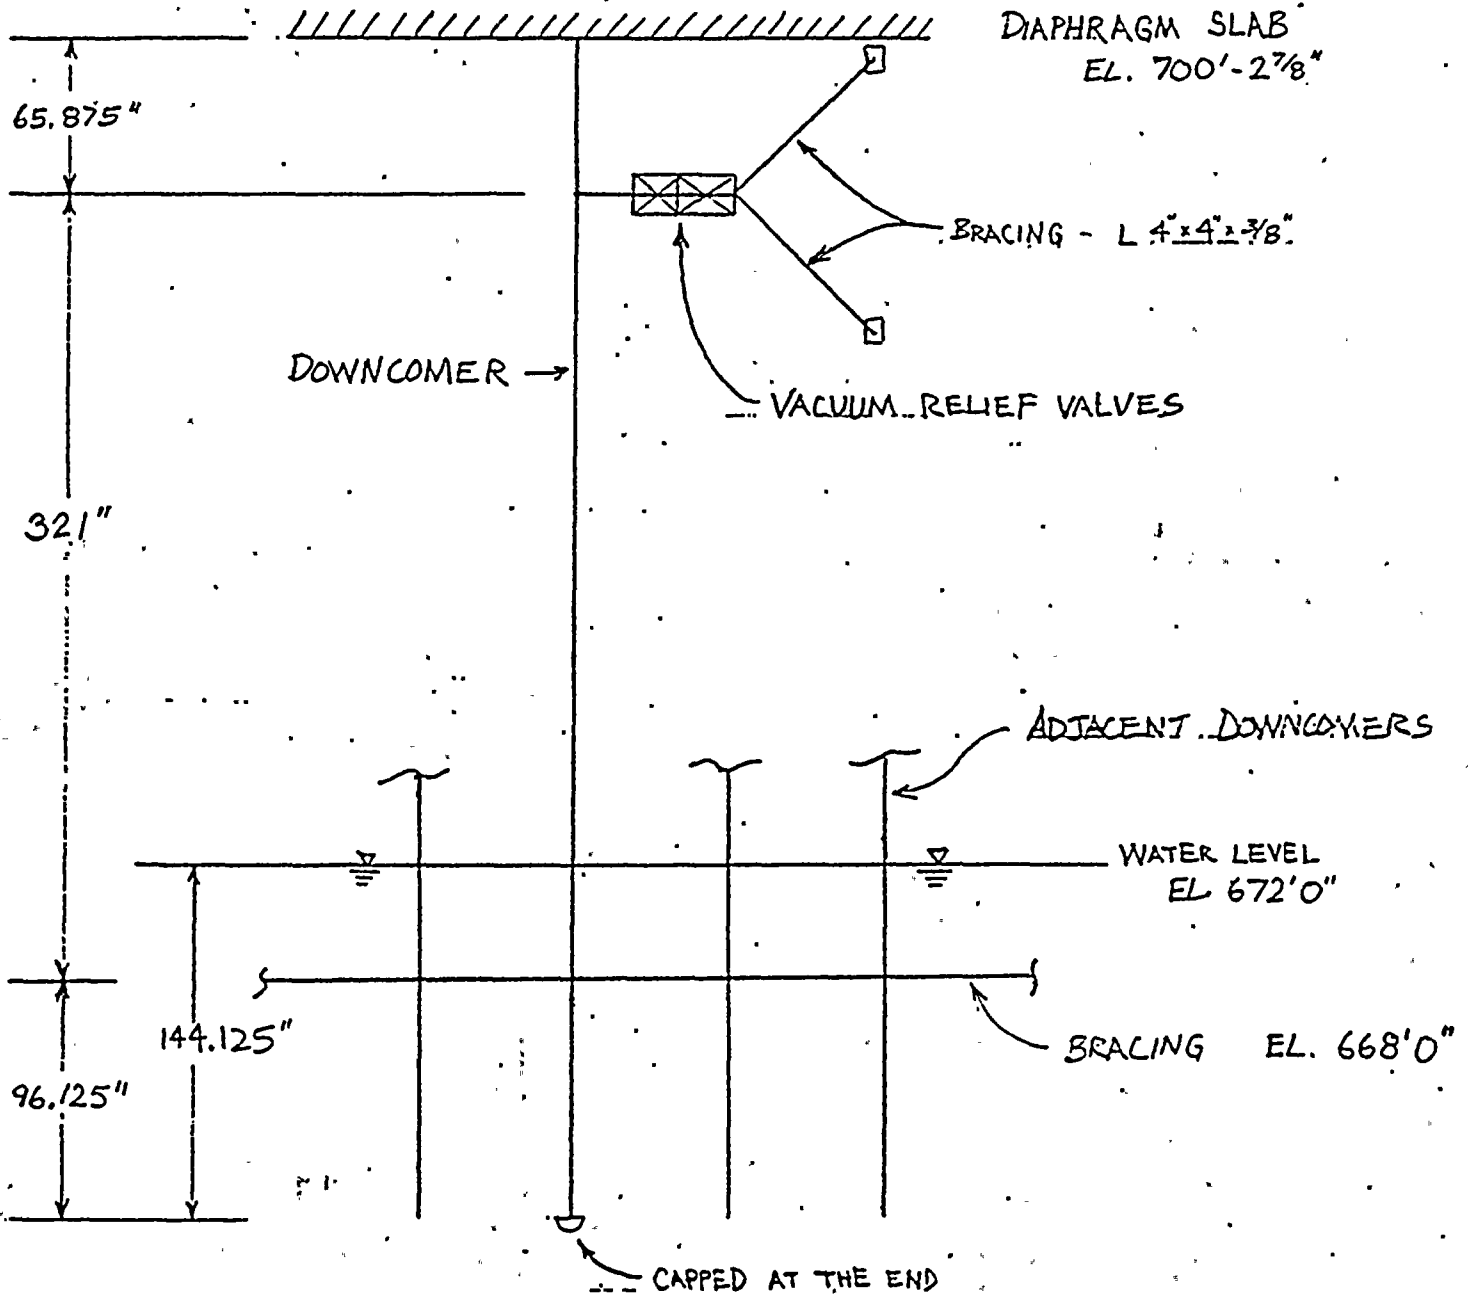 DIAPHRAGM SLAB
EL. 700'-2 7/8"
65.875"
BRACING - L 4"x4"x3/8"
DOWNCOMER
VACUUM RELIEF VALVES
321"
ADJACENT DOWNCOMERS
WATER LEVEL
EL 672'0"
144.125"
BRACING EL. 668'0"
96.125"
CAPPED AT THE END